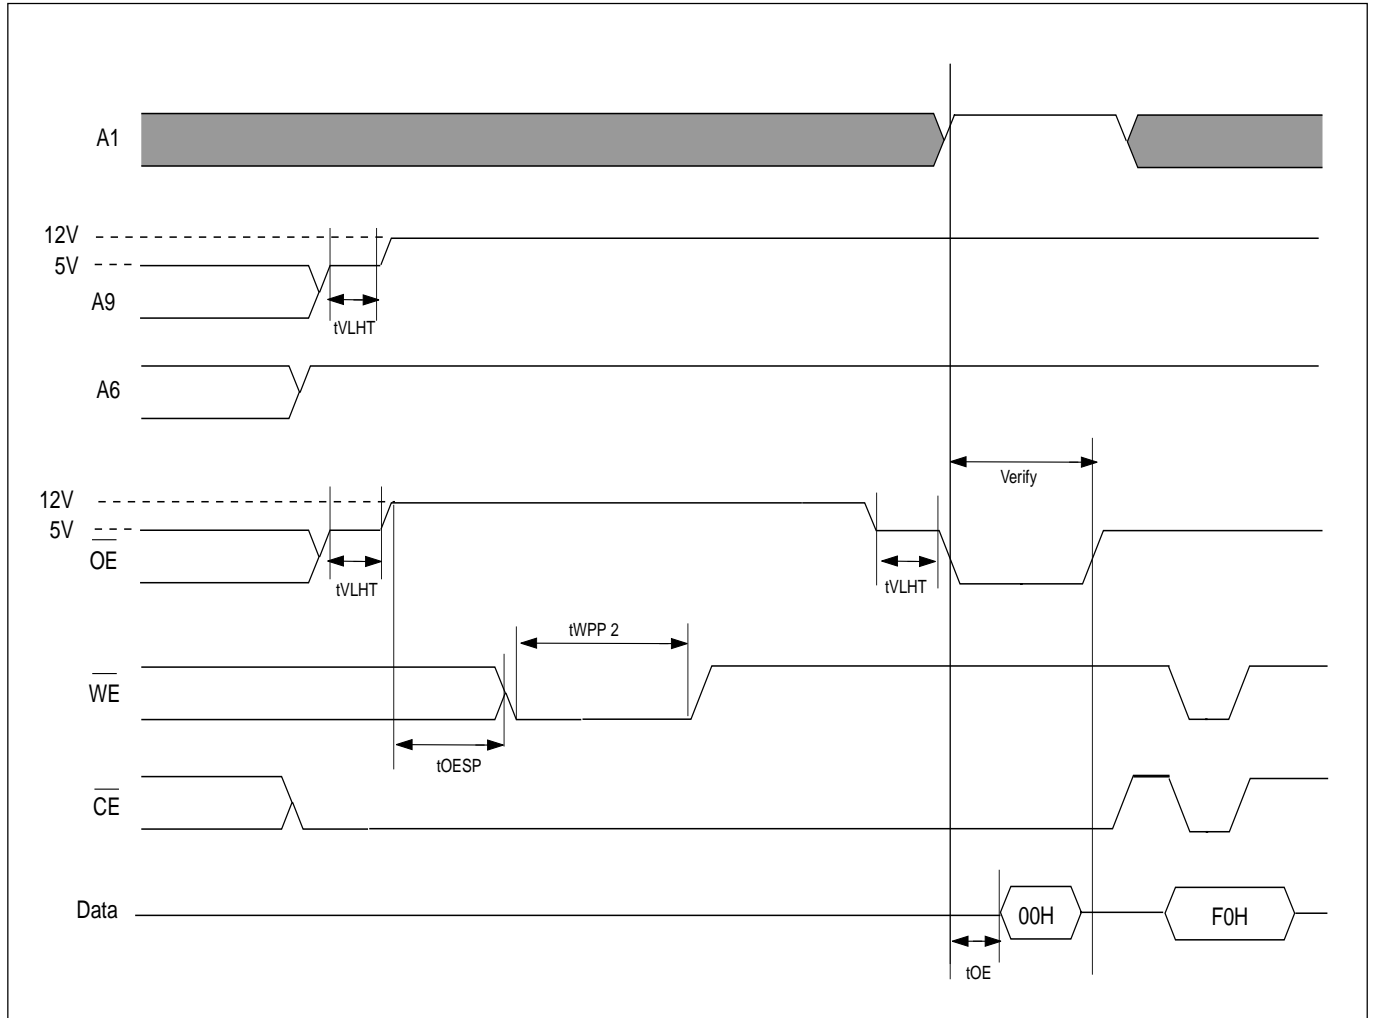 A1
12V
5V
A9
tVLHT
A6
Verify
12V
5V
OE
tVLHT
tVLHT
tWPP 2
WE
tOESP
CE
Data
00H
F0H
tOE